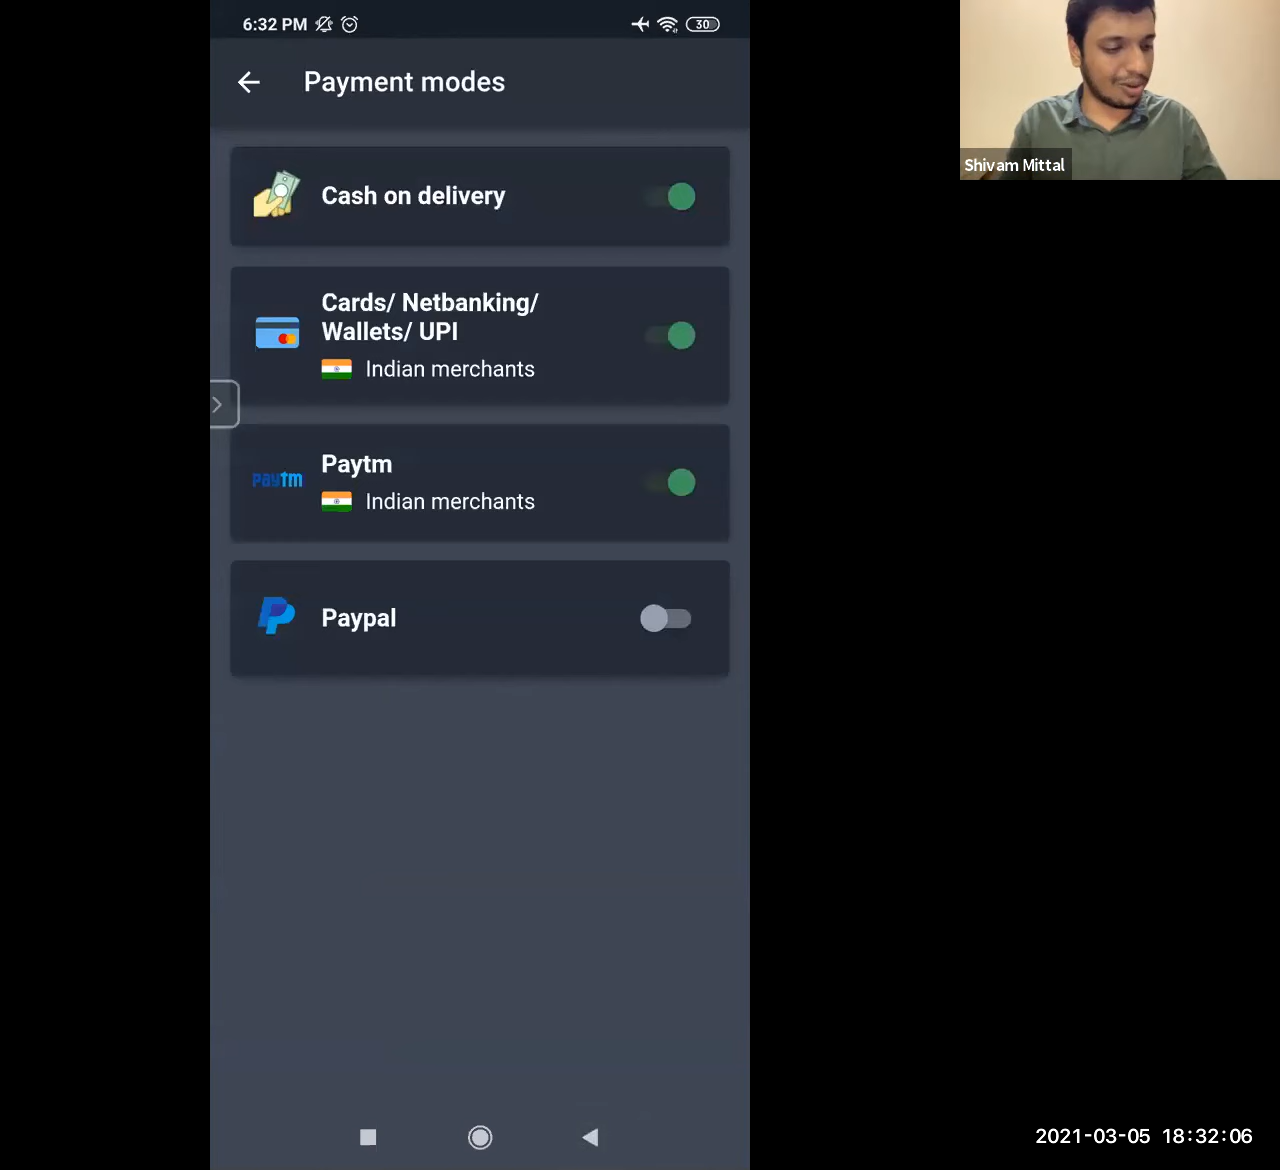 6:32 PM
30
Payment modes
Cash on delivery
Cards/ Netbanking/
Wallets/ UPI
Indian merchants
paytm
Paytm
Indian merchants
Paypal
Shivam Mittal
2021-03-05 18:32:06